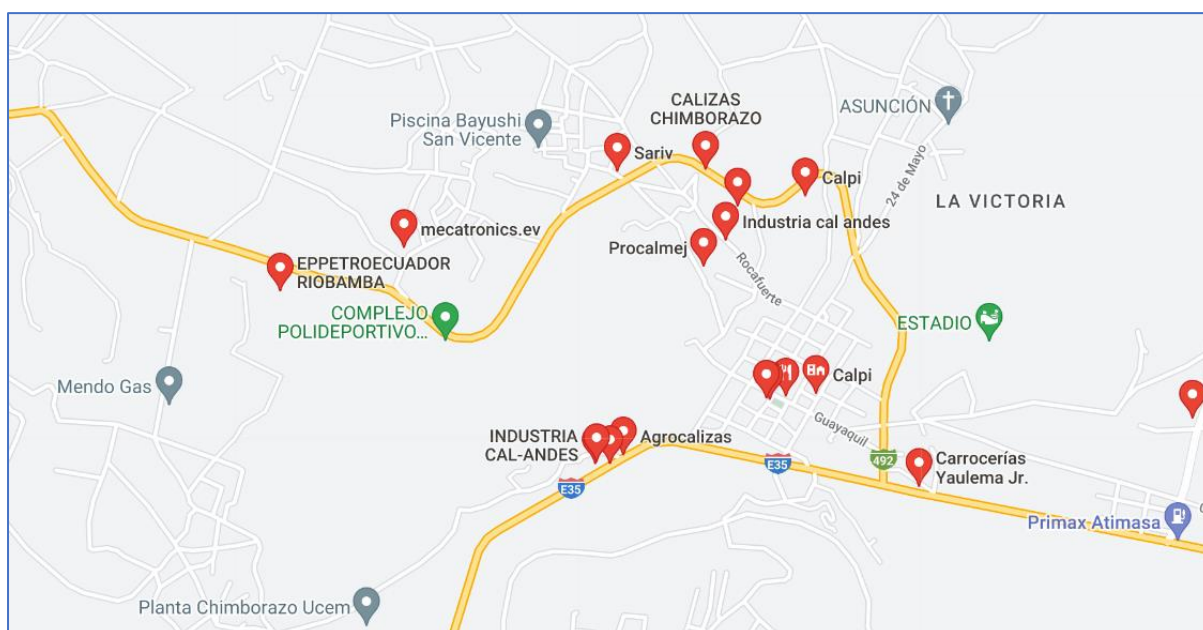 CALIZAS
CHIMBORAZO
ASUNCIÓN
Piscina Bayushi
San Vicente
Sariv
Calpi
24 de Mayo
LA VICTORIA
mecatronics.ev
Industria cal andes
Procalmej
Rocafuerte
EPPETROECUADOR
RIOBAMBA
COMPLEJO
POLIDEPORTIVO...
ESTADIO
Mendo Gas
Calpi
Guayaquil
INDUSTRIA
CAL-ANDES
Agrocalizas
E35
E35
492
Carrocerías
Yaulema Jr.
Primax Atimasa
Planta Chimborazo Ucem